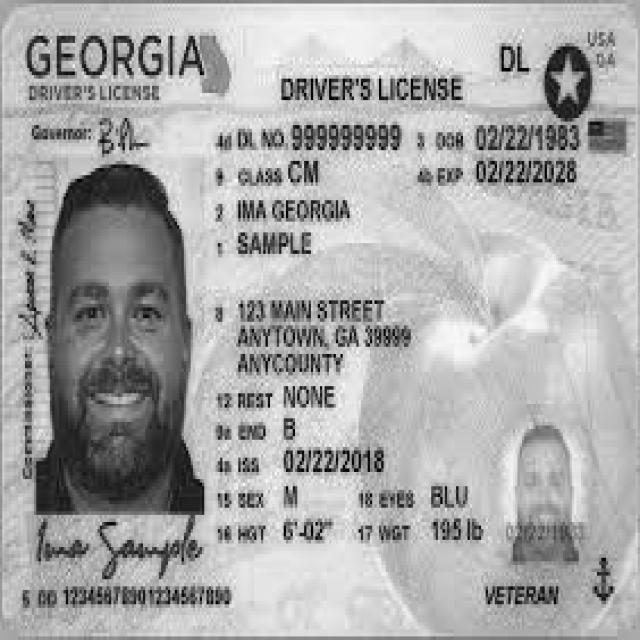 GEORGIA
DRIVER'S LICENSE
DRIVER'S LICENSE
DL
USA
GA
Governor:
4d DL NO. 999999999 3 DOB 02/22/1983
9 CLASS CM 4b EXP 02/22/2028
2 IMA GEORGIA
1 SAMPLE
8 123 MAIN STREET
ANYTOWN, GA 39999
ANYCOUNTY
12 REST NONE
9a END B
4a ISS 02/22/2018
15 SEX M 18 EYES BLU
16 HGT 6'-02" 17 WGT 195 lb
Commissioner:
Ima Sample
5 DD 12345678901234567890
02/22/1983
VETERAN